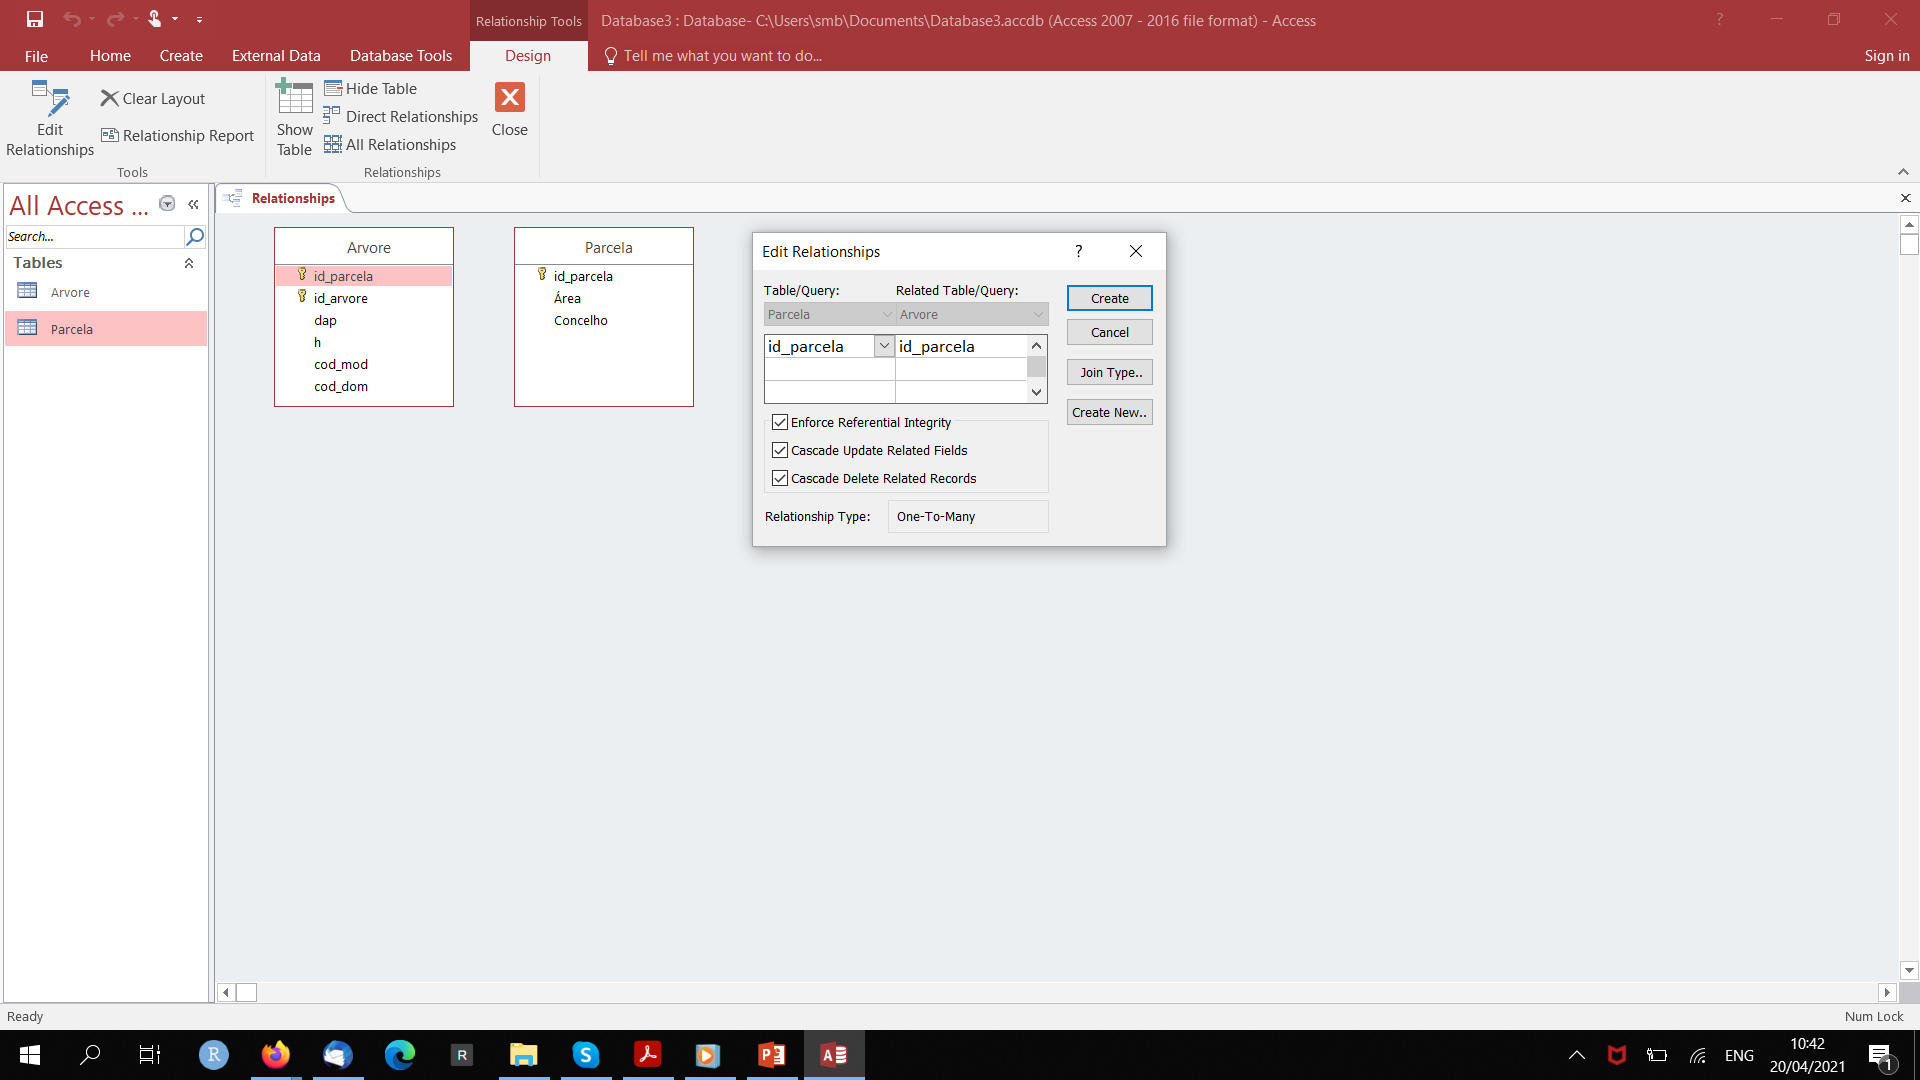 Relationship Tools
Database3 : Database- C:\Users\smb\Documents\Database3.accdb (Access 2007 - 2016 file format) - Access
File
Home
Create
External Data
Database Tools
Design
Tell me what you want to do...
Sign in
Edit
Relationships
Clear Layout
Relationship Report
Tools
Show
Table
Hide Table
Direct Relationships
All Relationships
Relationships
Close
All Access ...
Search...
Tables
Arvore
Parcela
Relationships
Arvore
id_parcela
id_arvore
dap
h
cod_mod
cod_dom
Parcela
id_parcela
Área
Concelho
Edit Relationships
?
Table/Query:
Related Table/Query:
Parcela
Arvore
id_parcela
id_parcela
Enforce Referential Integrity
Cascade Update Related Fields
Cascade Delete Related Records
Relationship Type:
One-To-Many
Create
Cancel
Join Type..
Create New..
Ready
Num Lock
ENG
10:42
20/04/2021
1